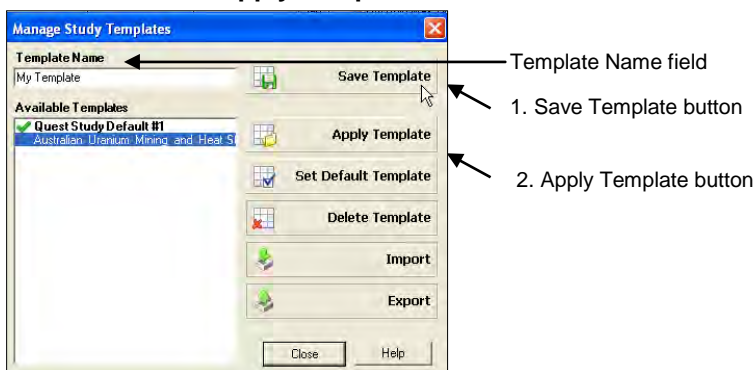 Manage Study Templates
Template Name
My Template
Save Template
Available Templates
Quest Study Default #1
Australian Uranium Mining and Heat
Apply Template
Set Default Template
Delete Template
Import
Export
Close
Help
Template Name field
1. Save Template button
2. Apply Template button